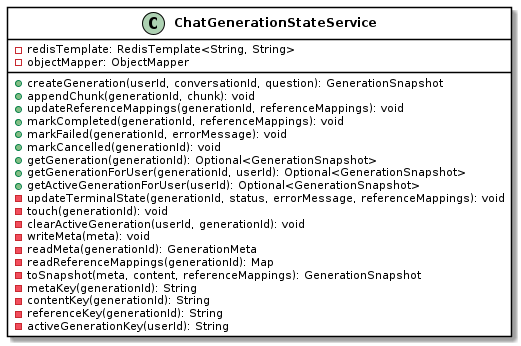 C ChatGenerationStateService
redisTemplate: RedisTemplate<String, String>
objectMapper: ObjectMapper
createGeneration(userId, conversationId, question): GenerationSnapshot
appendChunk(generationId, chunk): void
updateReferenceMappings(generationId, referenceMappings): void
markCompleted(generationId, referenceMappings): void
markFailed(generationId, errorMessage): void
markCancelled(generationId): void
getGeneration(generationId): Optional<GenerationSnapshot>
getGenerationForUser(generationId, userId): Optional<GenerationSnapshot>
getActiveGenerationForUser(userId): Optional<GenerationSnapshot>
updateTerminalState(generationId, status, errorMessage, referenceMappings): void
touch(generationId): void
clearActiveGeneration(userId, generationId): void
writeMeta(meta): void
readMeta(generationId): GenerationMeta
readReferenceMappings(generationId): Map
toSnapshot(meta, content, referenceMappings): GenerationSnapshot
metaKey(generationId): String
contentKey(generationId): String
referenceKey(generationId): String
activeGenerationKey(userId): String